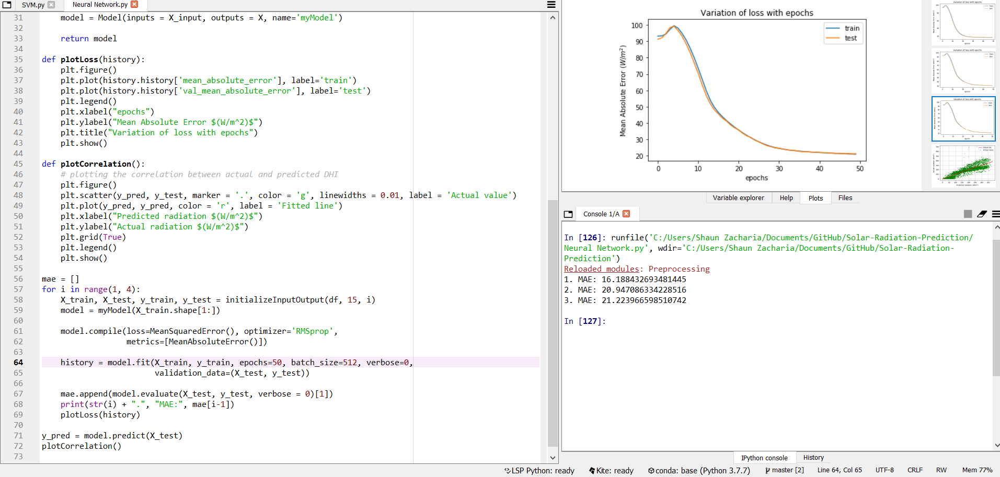 SVM.py
Neural Network.py
31 model = Model(inputs = X_input, outputs = X, name='myModel')
32
33 return model
34
35 def plotLoss(history):
36 plt.figure()
37 plt.plot(history.history['mean_absolute_error'], label='train')
38 plt.plot(history.history['val_mean_absolute_error'], label='test')
39 plt.legend()
40 plt.xlabel("epochs")
41 plt.ylabel("Mean Absolute Error $(W/m^2)$")
42 plt.title("Variation of loss with epochs")
43 plt.show()
44
45 def plotCorrelation():
46 # plotting the correlation between actual and predicted DHI
47 plt.figure()
48 plt.scatter(y_pred, y_test, marker = '.', color = 'g', linewidths = 0.01, label = 'Actual value')
49 plt.plot(y_pred, y_pred, color = 'r', label = 'Fitted line')
50 plt.xlabel("Predicted radiation $(W/m^2)$")
51 plt.ylabel("Actual radiation $(W/m^2)$")
52 plt.grid(True)
53 plt.legend()
54 plt.show()
55
56 mae = []
57 for i in range(1, 4):
58 X_train, X_test, y_train, y_test = initializeInputOutput(df, 15, i)
59 model = myModel(X_train.shape[1:])
60
61 model.compile(loss=MeanSquaredError(), optimizer='RMSprop',
62 metrics=[MeanAbsoluteError()])
63
64 history = model.fit(X_train, y_train, epochs=50, batch_size=512, verbose=0,
65 validation_data=(X_test, y_test))
66
67 mae.append(model.evaluate(X_test, y_test, verbose = 0)[1])
68 print(str(i) + ".", "MAE:", mae[i-1])
69 plotLoss(history)
70
71 y_pred = model.predict(X_test)
72 plotCorrelation()
73
Variation of loss with epochs
train
test
100
90
80
70
60
50
40
30
20
Mean Absolute Error (W/m²)
0 10 20 30 40 50
epochs
Variation of loss with epochs
Variation of loss with epochs
Variation of loss with epochs
Variable explorer Help Plots Files
Console 1/A
In [126]: runfile('C:/Users/Shaun Zacharia/Documents/GitHub/Solar-Radiation-Prediction/
Neural Network.py', wdir='C:/Users/Shaun Zacharia/Documents/GitHub/Solar-Radiation-
Prediction')
Reloaded modules: Preprocessing
1. MAE: 16.188432693481445
2. MAE: 20.947086334228516
3. MAE: 21.223966598510742
In [127]:
IPython console History
LSP Python: ready Kite: ready conda: base (Python 3.7.7) master [2] Line 64, Col 65 UTF-8 CRLF RW Mem 77%